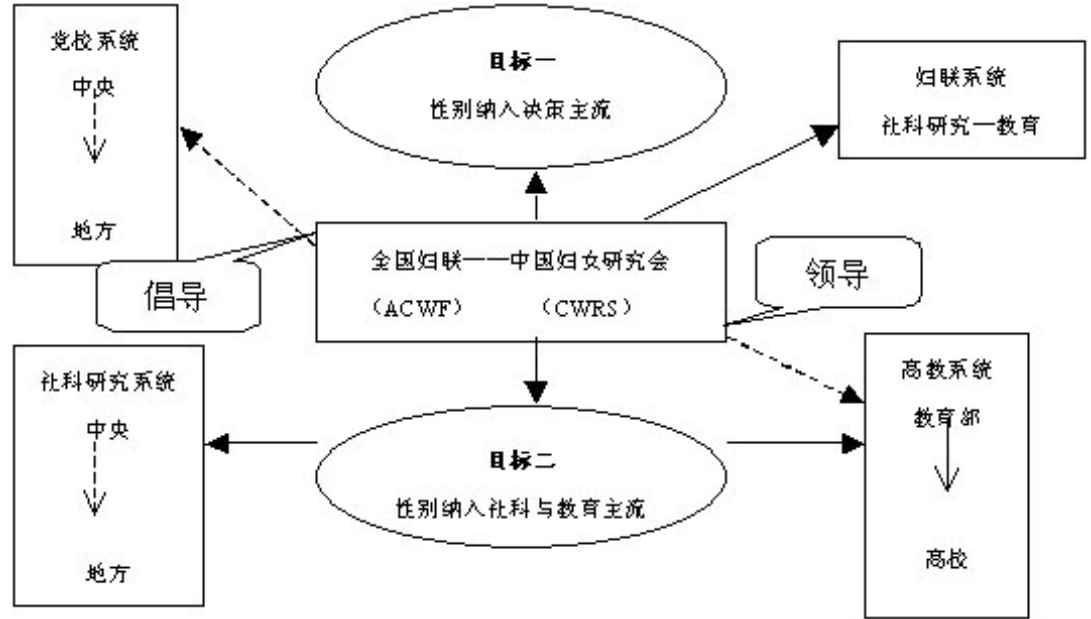 党校系统
中央
地方
目标一
性别纳入决策主流
妇联系统
社科研究—教育
全国妇联——中国妇女研究会
（ACWF） （CWRS）
倡导
领导
社科研究系统
中央
地方
目标二
性别纳入社科与教育主流
高教系统
教育部
高校